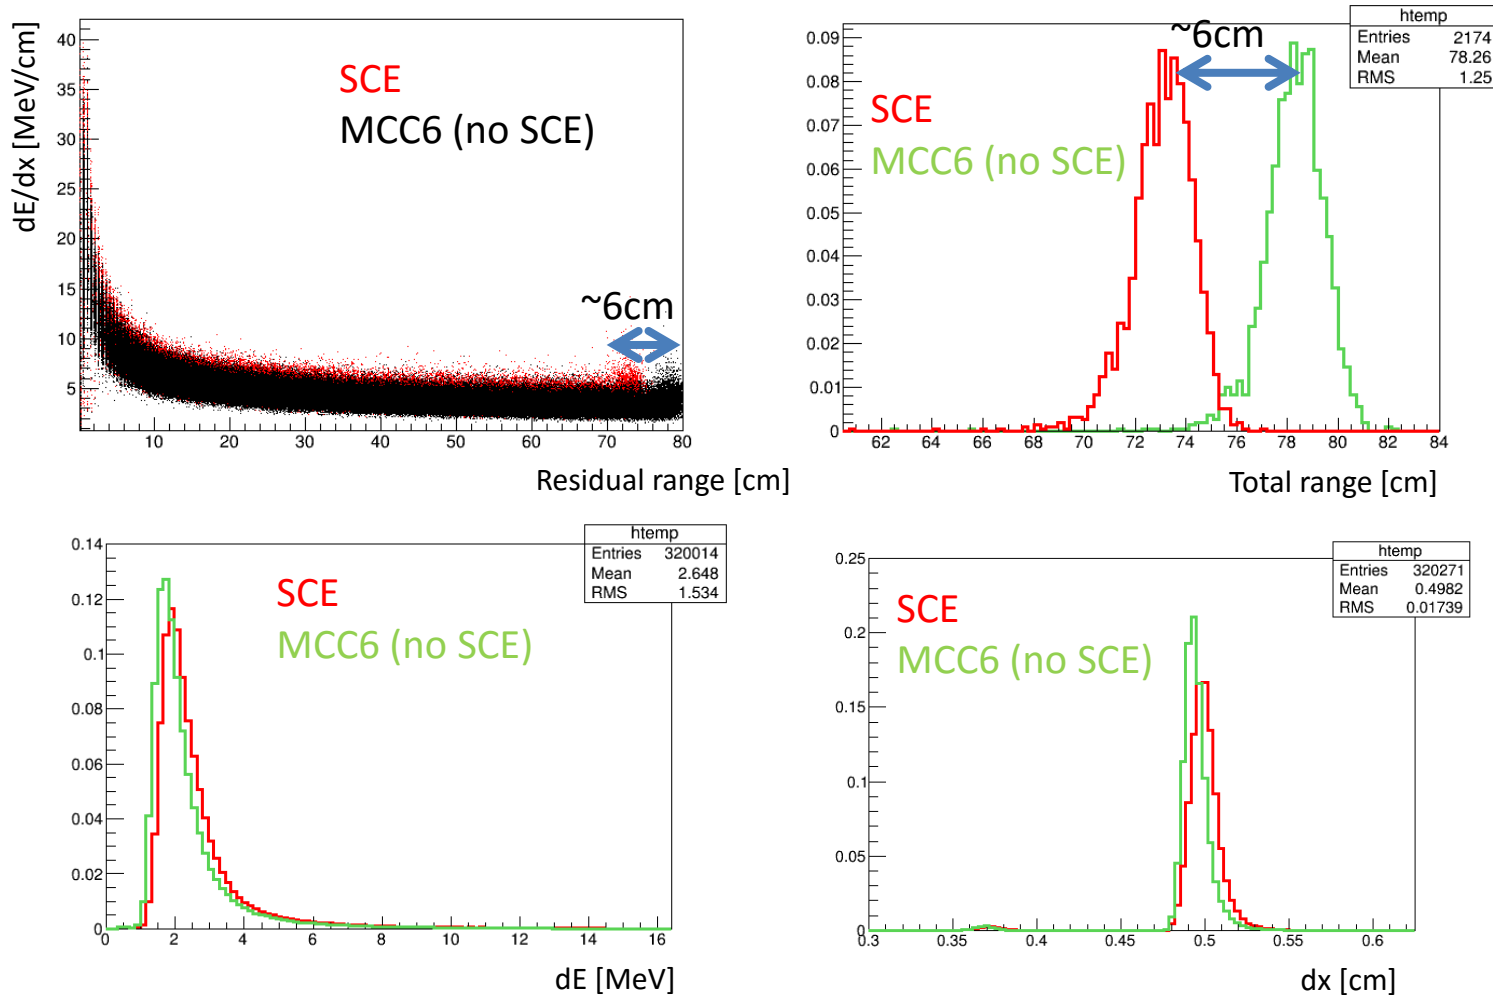 dE/dx [MeV/cm]
40
35
30
25
20
15
10
5
SCE
MCC6 (no SCE)
~6cm
10 20 30 40 50 60 70 80
Residual range [cm]
htemp
Entries 2174
Mean 78.26
RMS 1.25
~6cm
0.09
0.08
0.07
0.06
0.05
0.04
0.03
0.02
0.01
0
SCE
MCC6 (no SCE)
62 64 66 68 70 72 74 76 78 80 82 84
Total range [cm]
htemp
Entries 320014
Mean 2.648
RMS 1.534
0.14
0.12
0.1
0.08
0.06
0.04
0.02
0
SCE
MCC6 (no SCE)
0 2 4 6 8 10 12 14 16
dE [MeV]
htemp
Entries 320271
Mean 0.4982
RMS 0.01739
0.25
0.2
0.15
0.1
0.05
0
SCE
MCC6 (no SCE)
0.3 0.35 0.4 0.45 0.5 0.55 0.6
dx [cm]